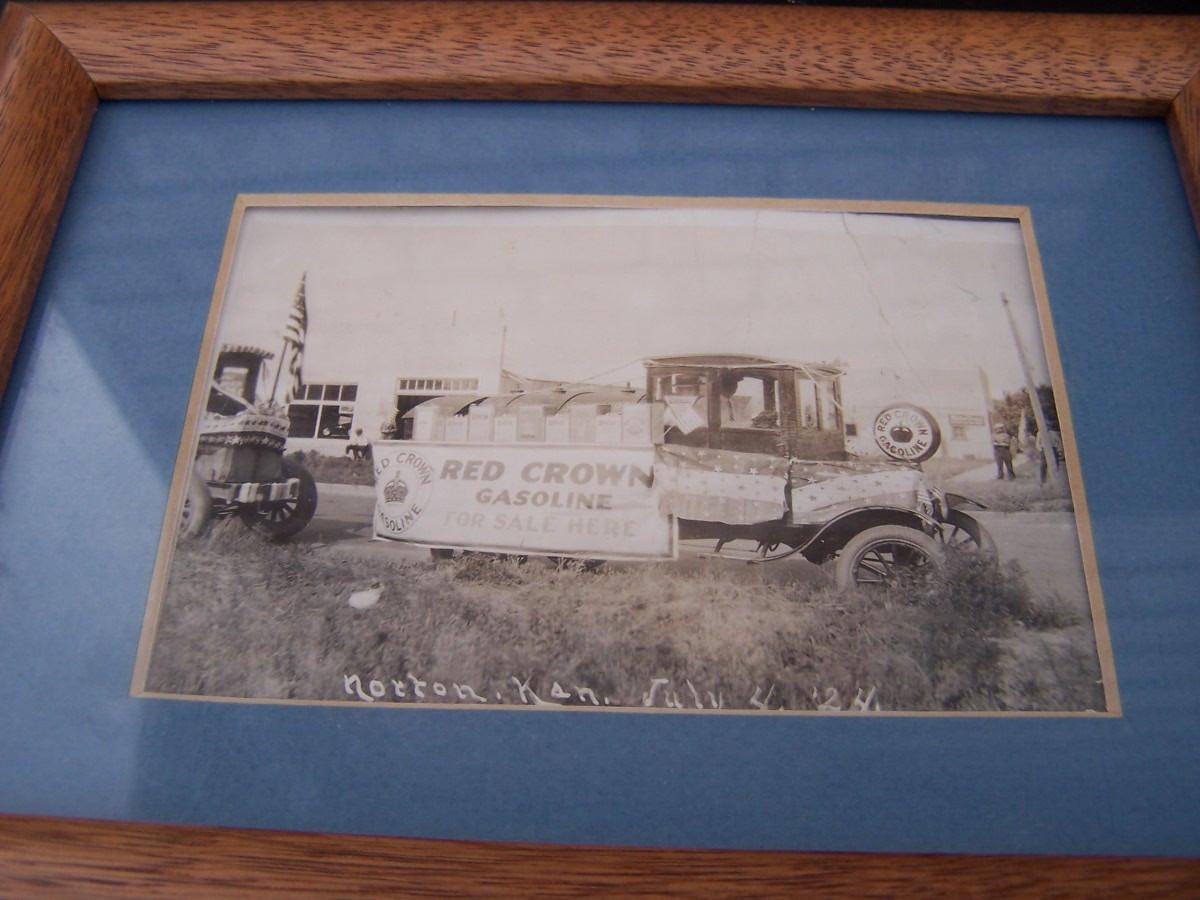 RED CROWN GASOLINE
RED CROWN
GASOLINE
FOR SALE HERE
RED CROWN GASOLINE
Norton, Kan. July 4, '24.